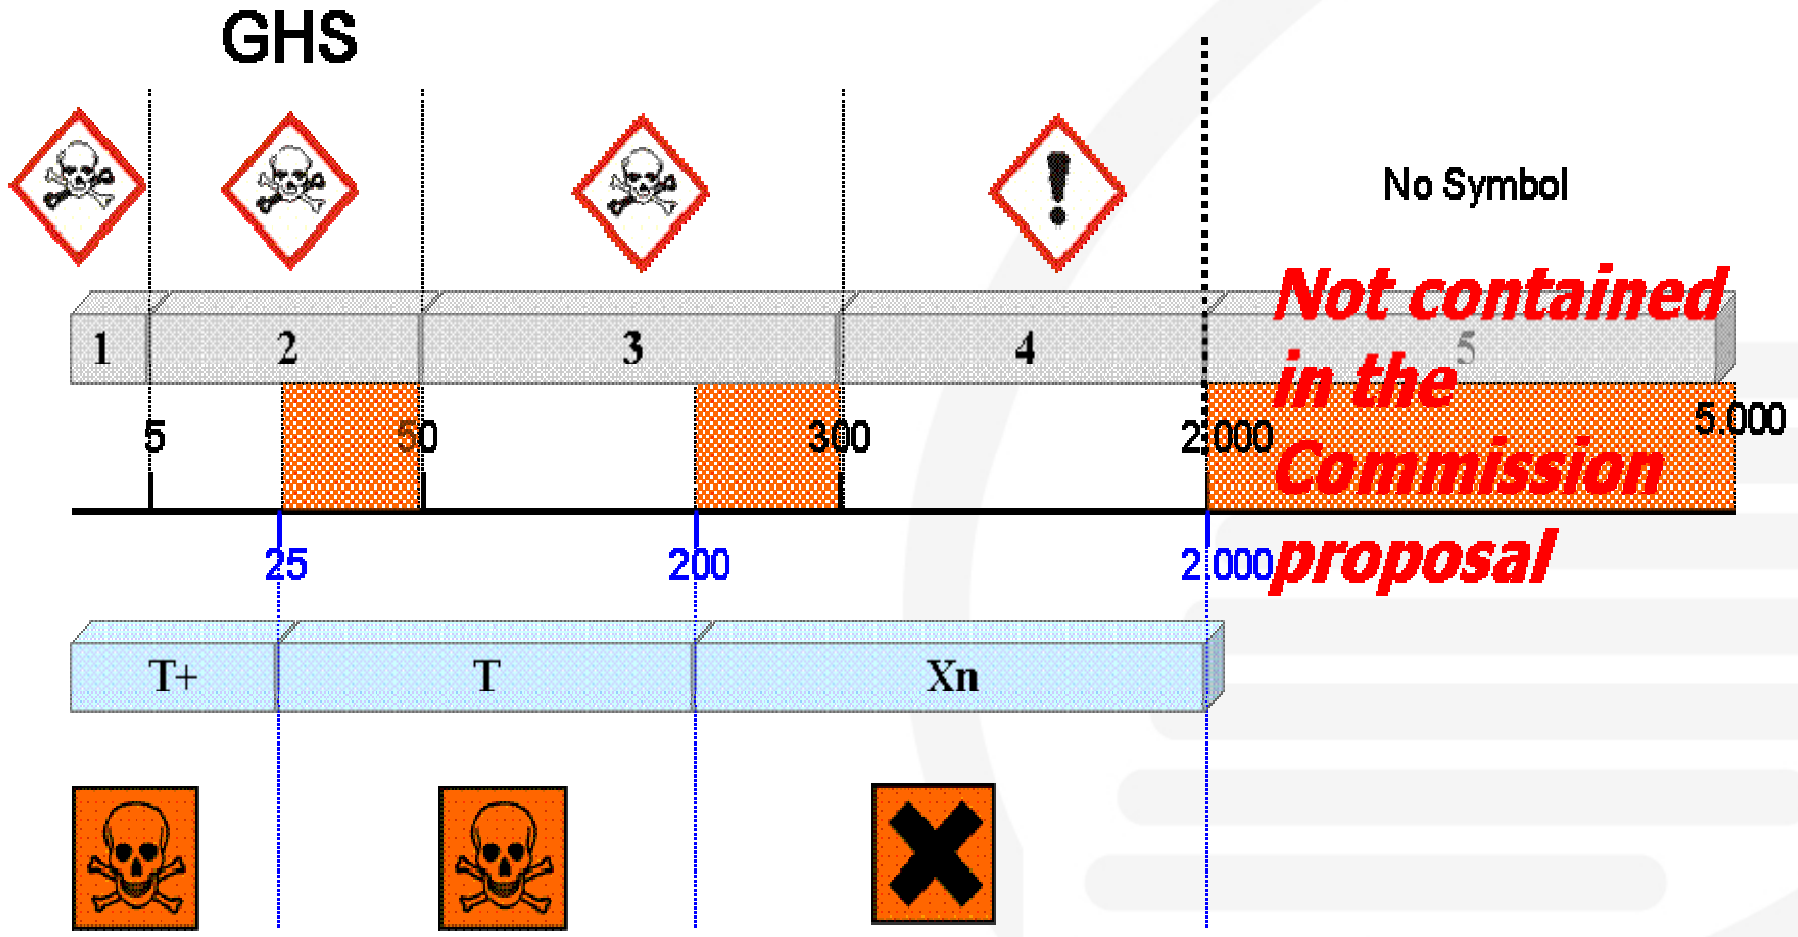 GHS
No Symbol
Not contained
1 2 3 4 5
in the
5 50 300 2.000 5.000
Commission
25 200 2.000
proposal
T+ T Xn